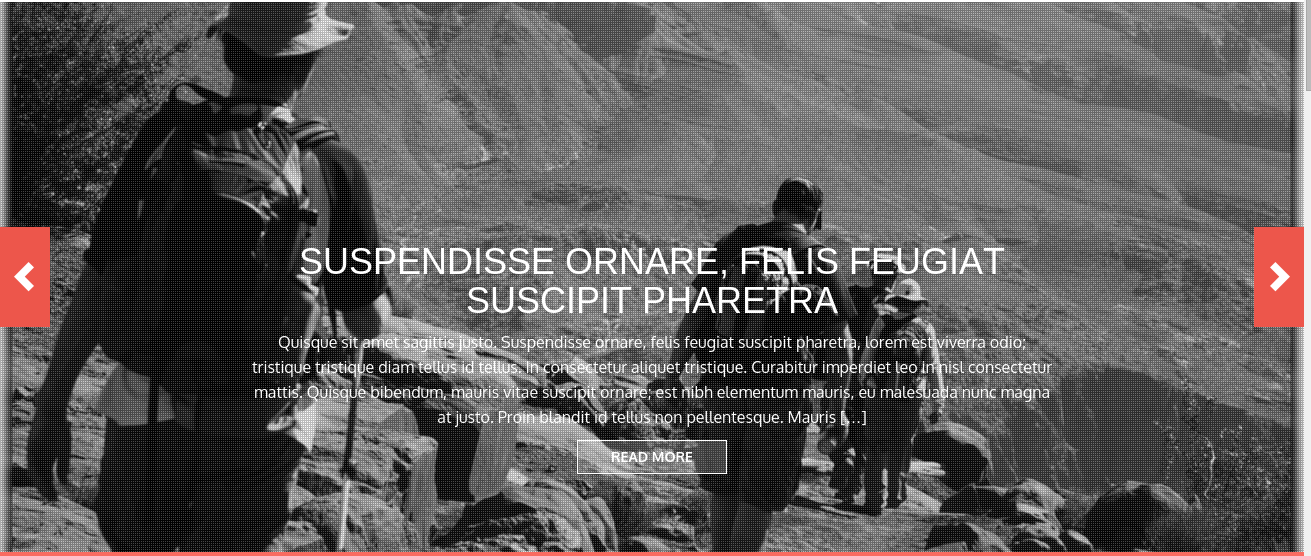 SUSPENDISSE ORNARE, FELIS FEUGIAT
SUSCIPIT PHARETRA
Quisque sit amet sagittis justo. Suspendisse ornare, felis feugiat suscipit pharetra, lorem est viverra odio;
tristique tristique diam tellus id tellus. In consectetur aliquet tristique. Curabitur imperdiet leo in nisl consectetur
mattis. Quisque bibendum, mauris vitae suscipit ornare; est nibh elementum mauris, eu malesuada nunc magna
at justo. Proin blandit id tellus non pellentesque. Mauris […]
READ MORE